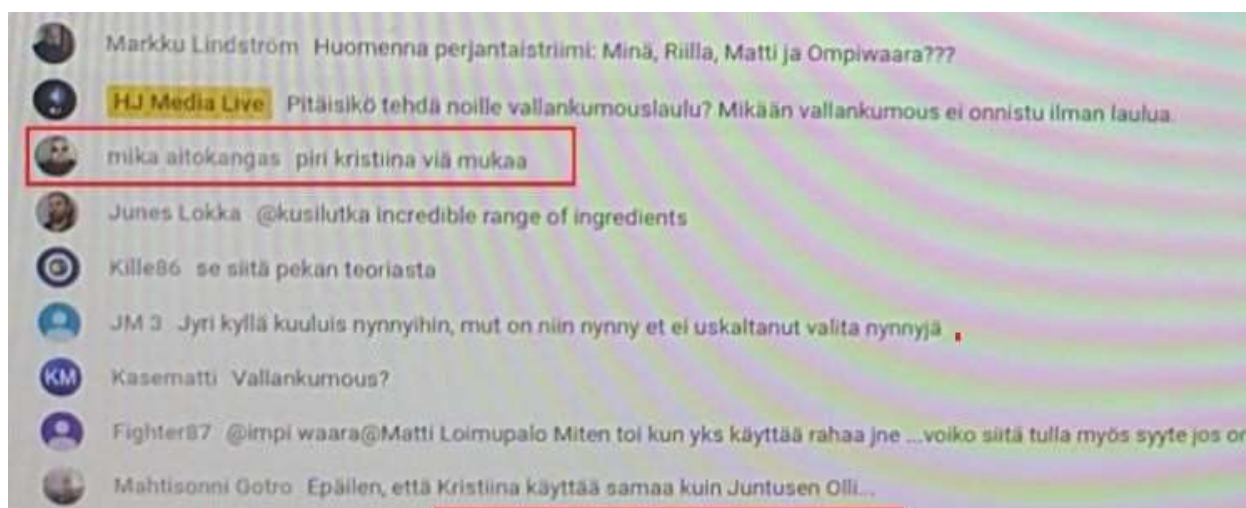 Markku Lindström Huomenna perjantaistriimi: Minä, Riilla, Matti ja Ompiwaara???
HJ Media Live Pitäisikö tehdä noille vallankumouslaulu? Mikään vallankumous ei onnistu ilman laulua.
mika aitokangas piri kristiina viä mukaa
Junes Lokka @kusilutka incredible range of ingredients
Kille86 se siitä pekan teoriasta
JM 3 Jyri kyllä kuuluis nynnyihin, mut on niin nynny et ei uskaltanut valita nynnyjä
KM Kasematti Vallankumous?
Fighter87 @impi waara@Matti Loimupalo Miten toi kun yks käyttää rahaa jne ...voiko siitä tulla myös syyte jos on
Mahtisonni Gotro Epäilen, että Kristiina käyttää samaa kuin Juntusen Olli...